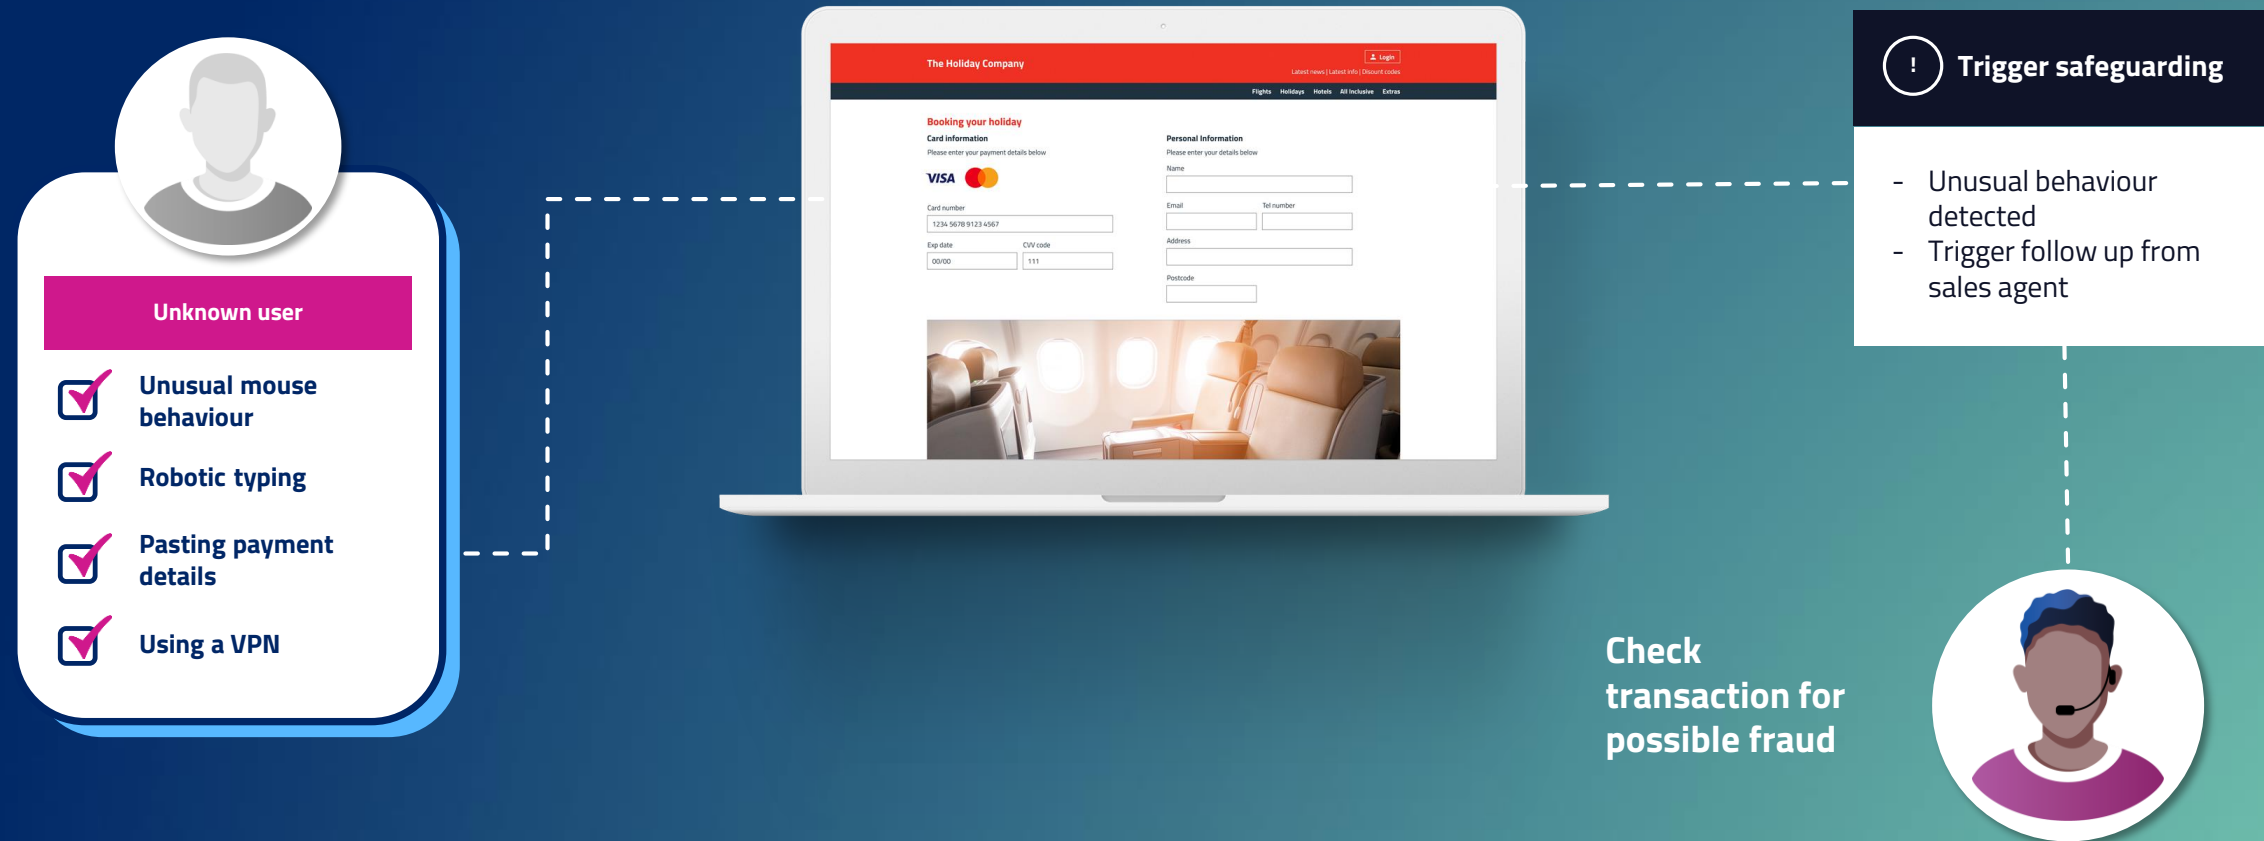 Unknown user
Unusual mouse
behaviour
Robotic typing
Pasting payment
details
Using a VPN
The Holiday Company
Login
Latest news | Latest info | Disount codes
Flights Holidays Hotels All Inclusive Extras
Booking your holiday
Card information
Please enter your payment details below
VISA
Card number
1234 5678 9123 4567
Exp date CVV code
00/00 111
Personal Information
Please enter your details below
Name
Email Tel number
Address
Postcode
! Trigger safeguarding
- Unusual behaviour
detected
- Trigger follow up from
sales agent
Check
transaction for
possible fraud